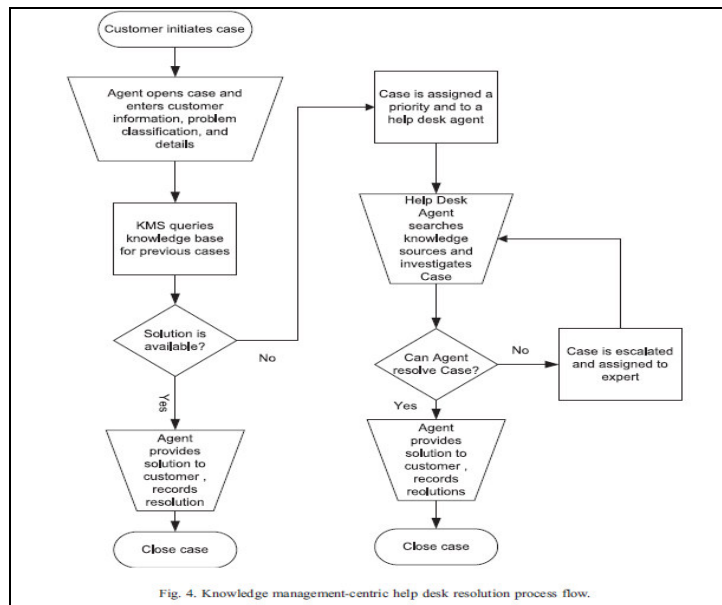 Customer initiates case
Agent opens case and
enters customer
information, problem
classification, and
details
KMS queries
knowledge base
for previous cases
Solution is
available?
No
Yes
Agent
provides
solution to
customer ,
records
resolution
Close case
Case is assigned a
priority and to a
help desk agent
Help Desk
Agent
searches
knowledge
sources and
investigates
Case
Can Agent
resolve Case?
No
Case is escalated
and assigned to
expert
Yes
Agent
provides
solution to
customer ,
records
reolutions
Close case
Fig. 4. Knowledge management-centric help desk resolution process flow.